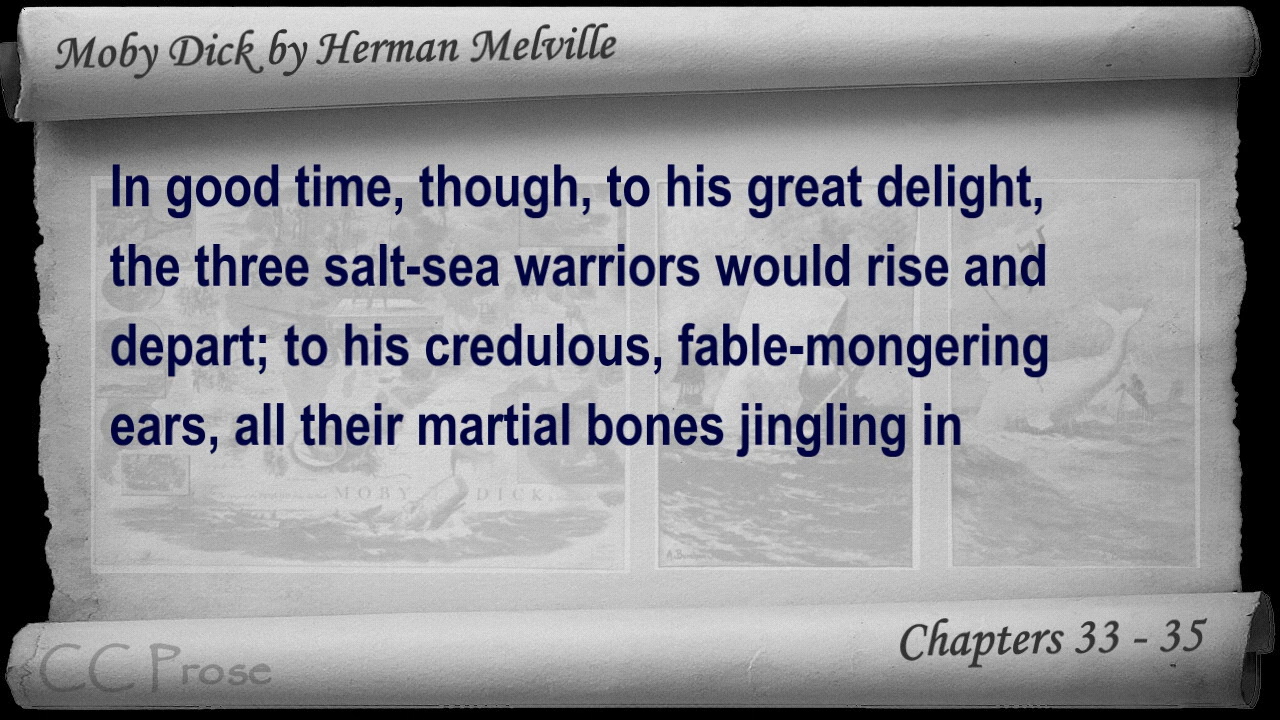 Moby Dick by Herman Melville
In good time, though, to his great delight,
the three salt-sea warriors would rise and
depart; to his credulous, fable-mongering
ears, all their martial bones jingling in
MOBY DICK
Chapters 33 - 35
CC Prose